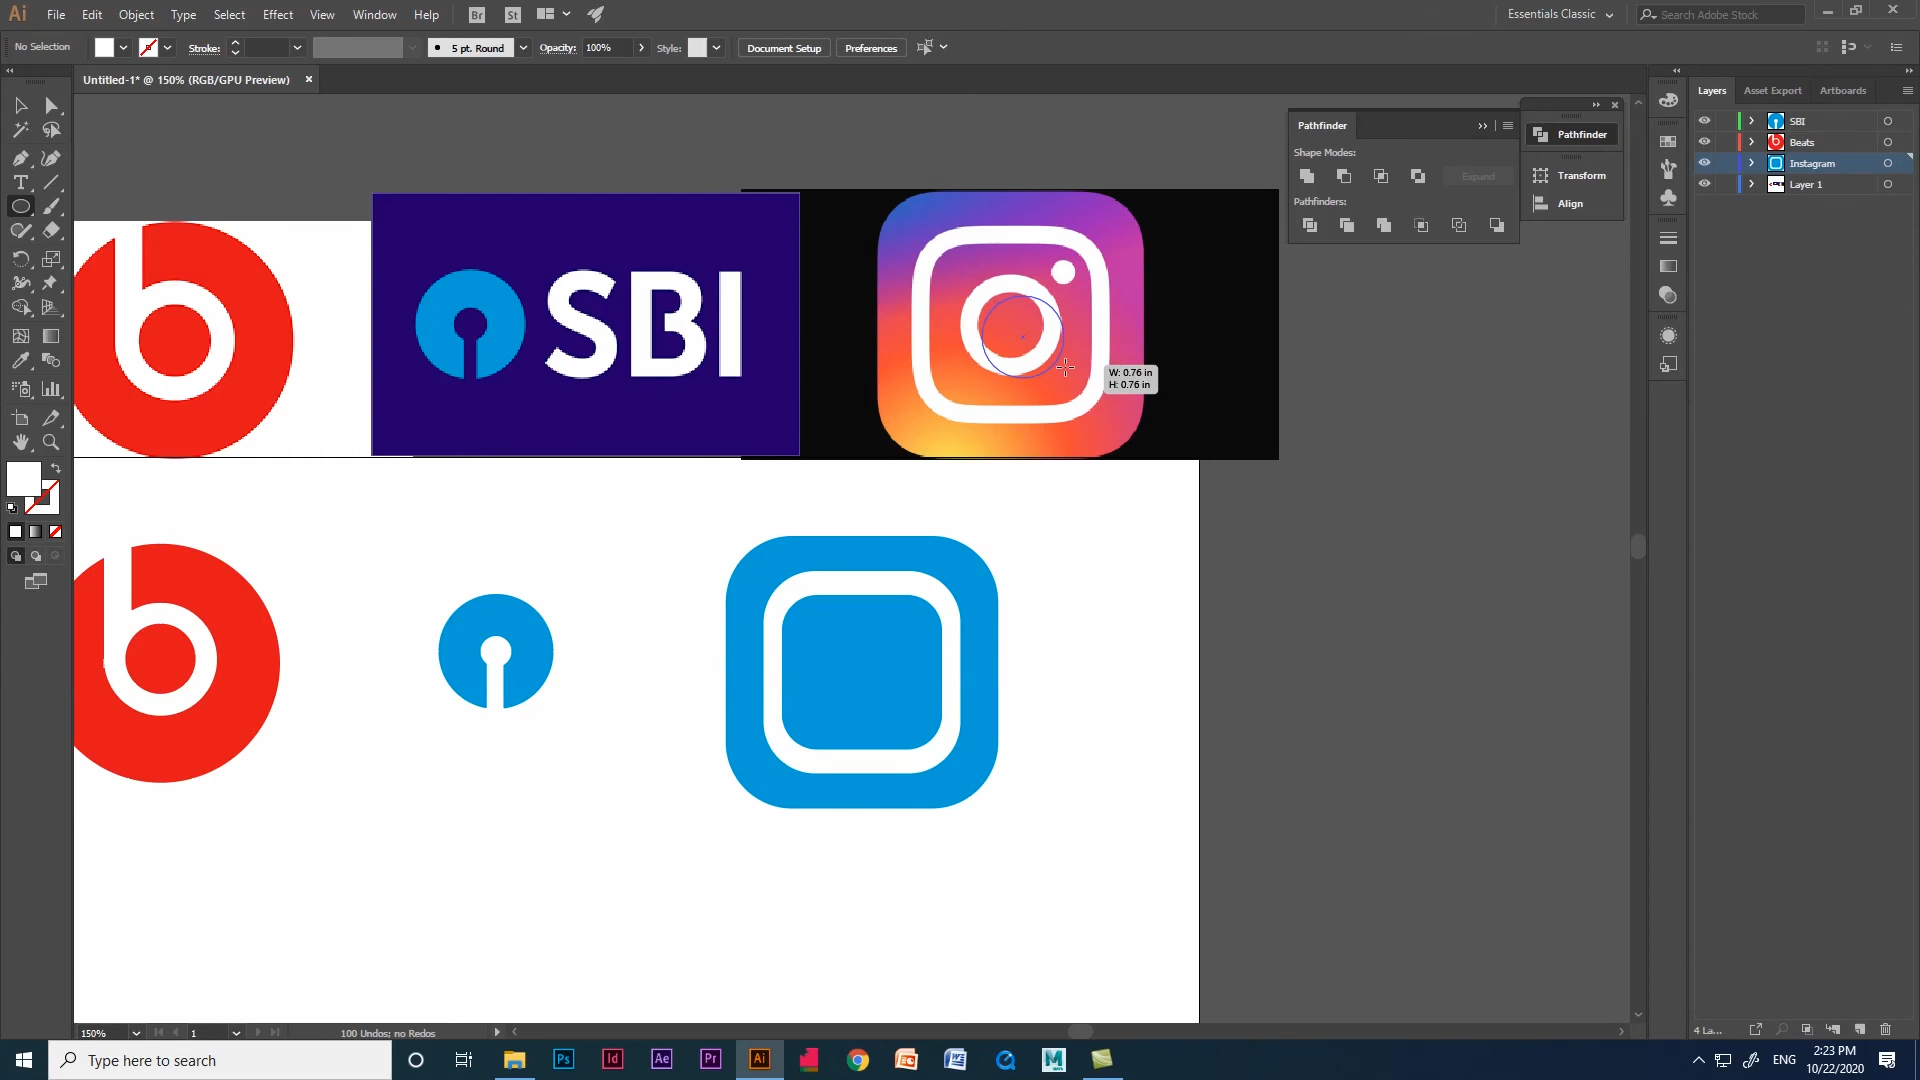 Ai File Edit Object Type Select Effect View Window Help Br St Essentials Classic Search Adobe Stock
No Selection Stroke: 5 pt. Round Opacity: 100% Style: Document Setup Preferences
Untitled-1* @ 150% (RGB/GPU Preview)
Layers Asset Export Artboards
SBI
Beats
Instagram
Layer 1
Pathfinder
Shape Modes:
Expand
Pathfinders:
Pathfinder
Transform
Align
b
SBI
W: 0.76 in
H: 0.76 in
b
150% 1 100 Undos: no Redos
4 La...
Type here to search Ps Id Ae Pr Ai ENG
2:23 PM
10/22/2020